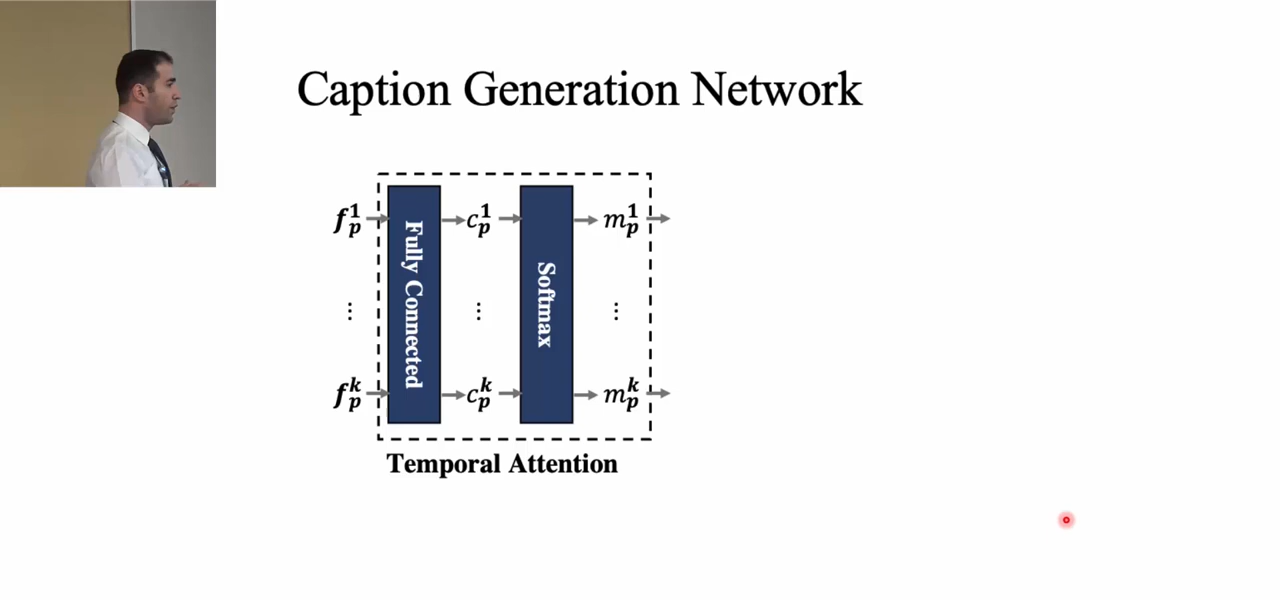 Caption Generation Network
f_p^1 c_p^1 m_p^1
Fully Connected
Softmax
⋮ ⋮ ⋮
f_p^k c_p^k m_p^k
Temporal Attention